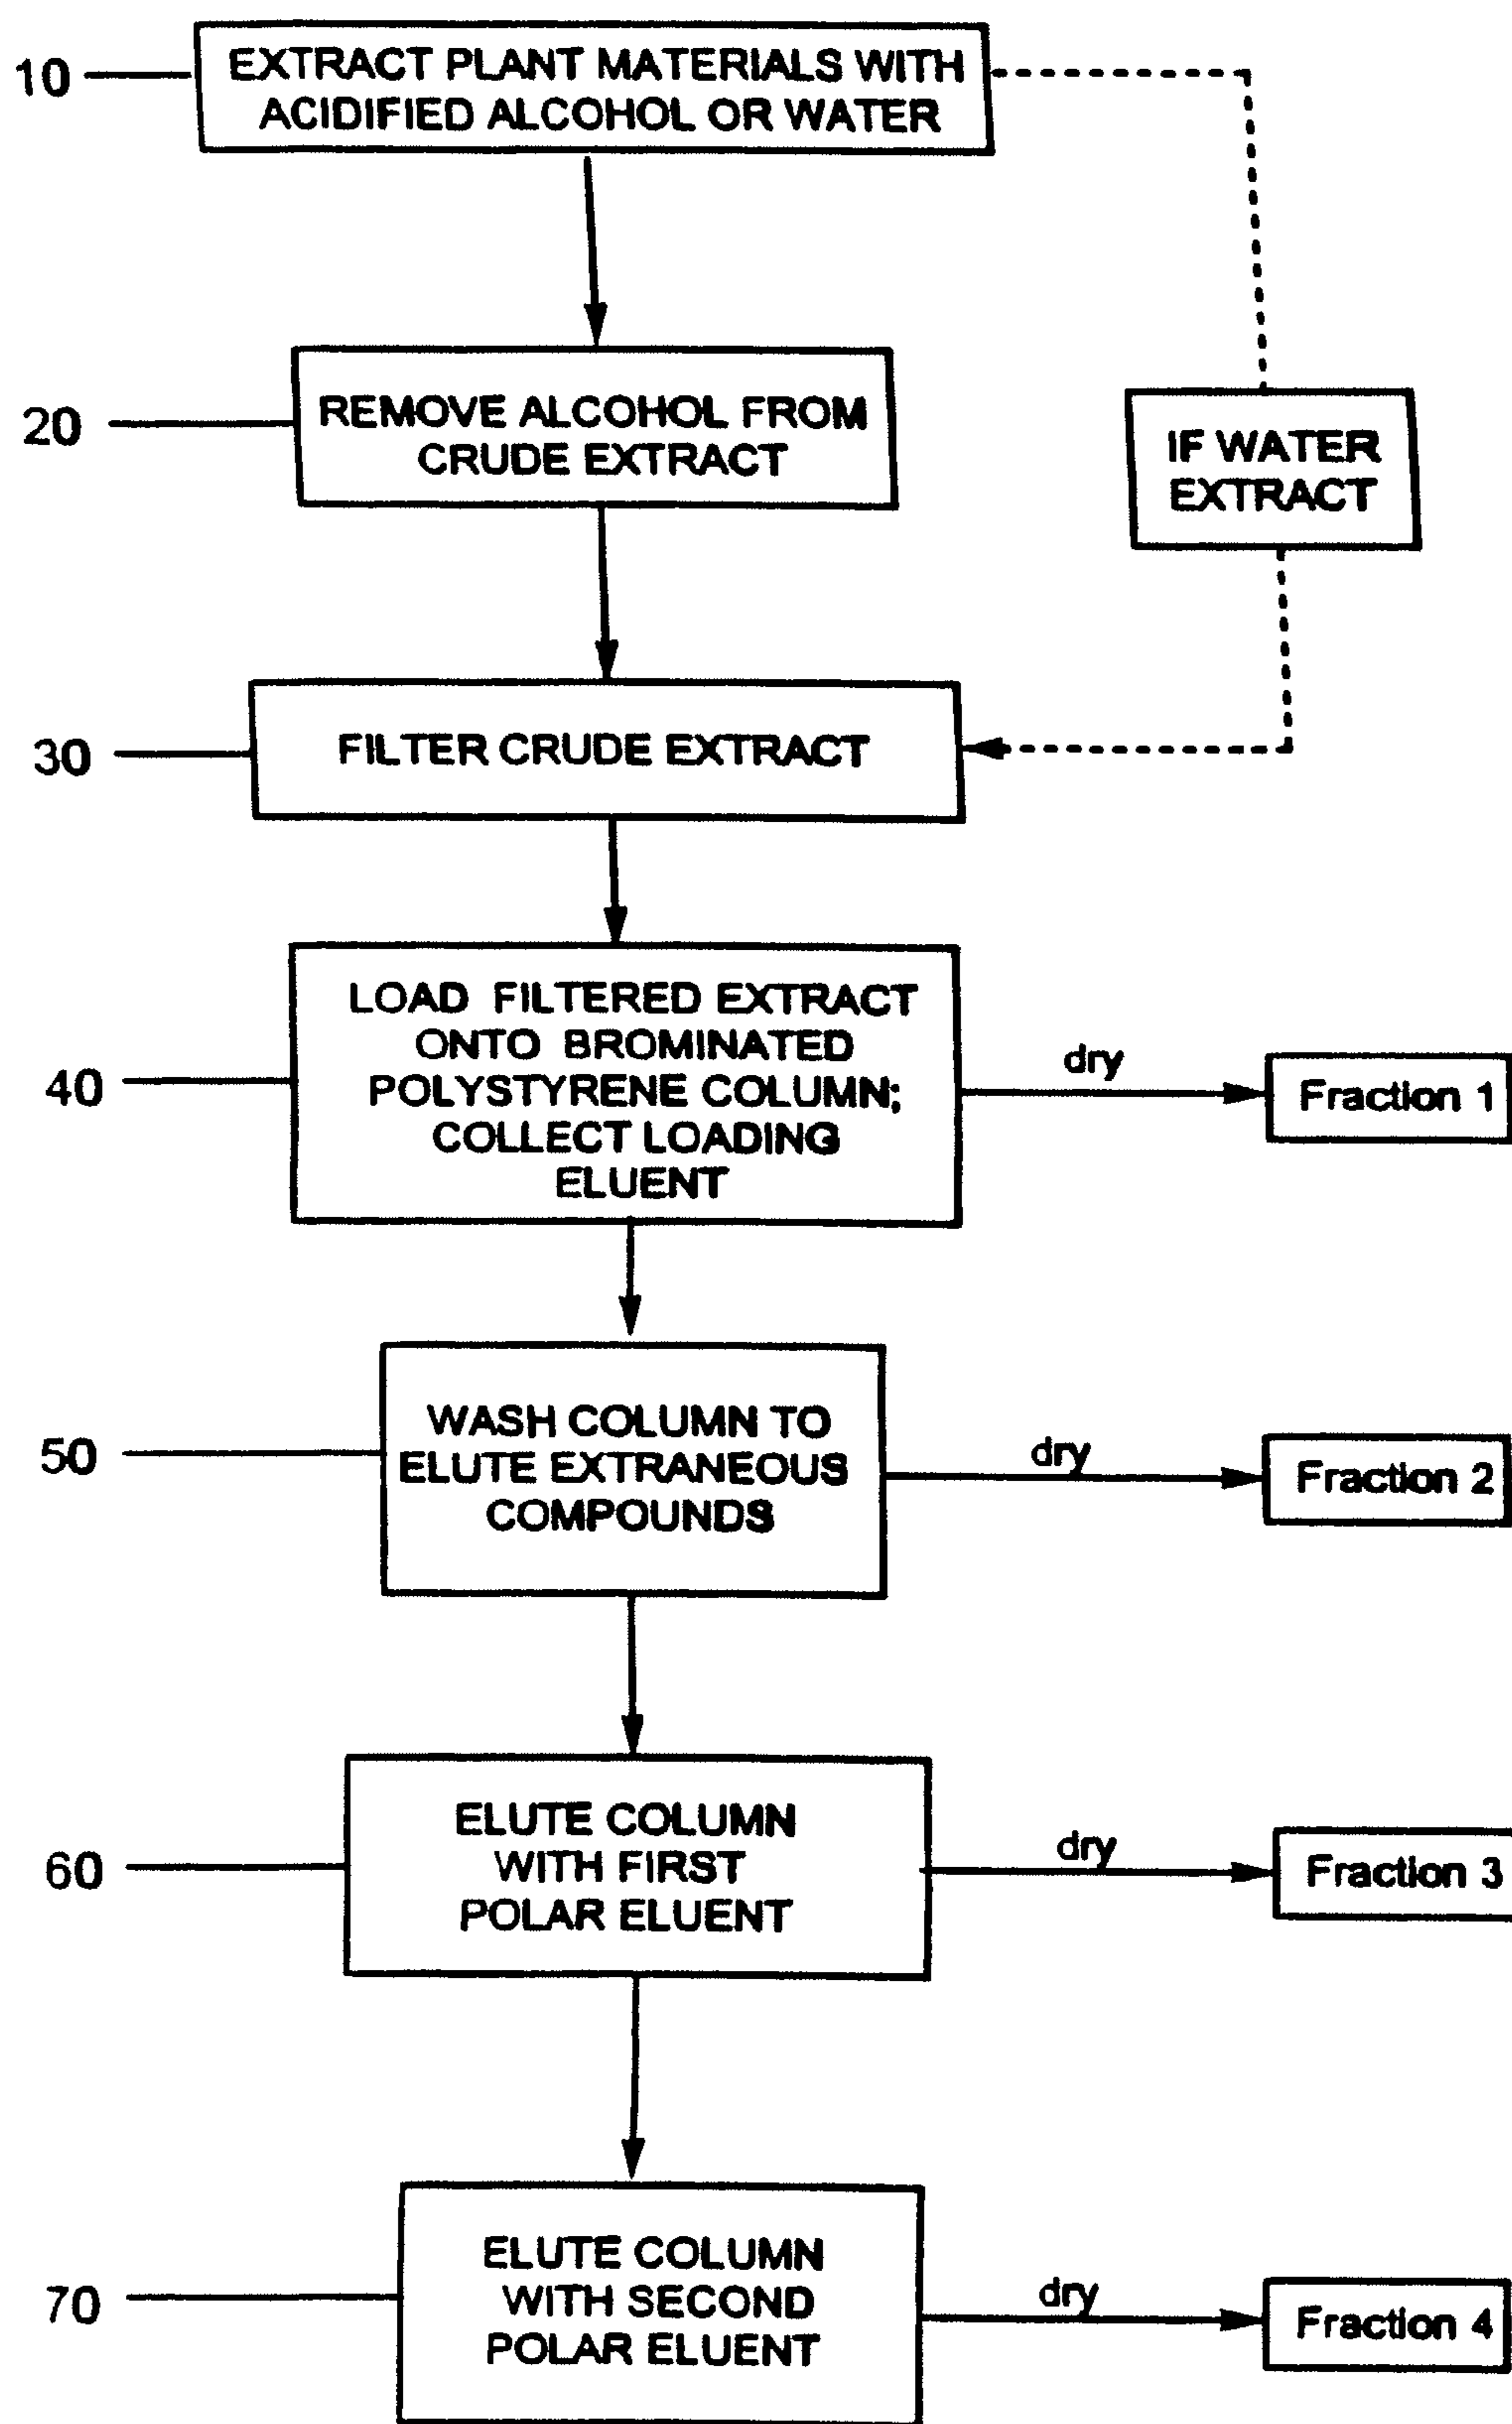 10
EXTRACT PLANT MATERIALS WITH
ACIDIFIED ALCOHOL OR WATER
20
REMOVE ALCOHOL FROM
CRUDE EXTRACT
IF WATER
EXTRACT
30
FILTER CRUDE EXTRACT
40
LOAD FILTERED EXTRACT
ONTO BROMINATED
POLYSTYRENE COLUMN;
COLLECT LOADING
ELUENT
dry
Fraction 1
50
WASH COLUMN TO
ELUTE EXTRANEOUS
COMPOUNDS
dry
Fraction 2
60
ELUTE COLUMN
WITH FIRST
POLAR ELUENT
dry
Fraction 3
70
ELUTE COLUMN
WITH SECOND
POLAR ELUENT
dry
Fraction 4